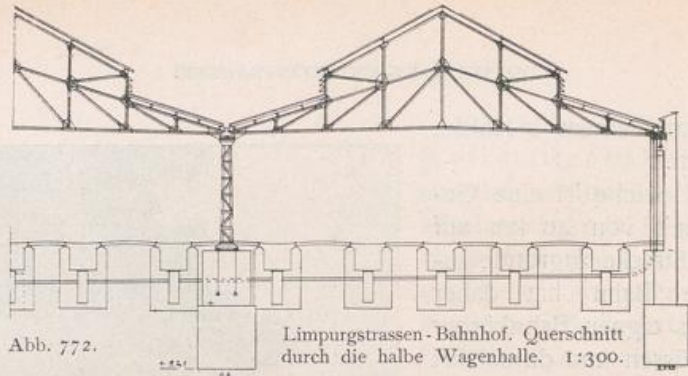 Abb. 772.
Limpurgstrassen-Bahnhof. Querschnitt
durch die halbe Wagenhalle. 1:300.